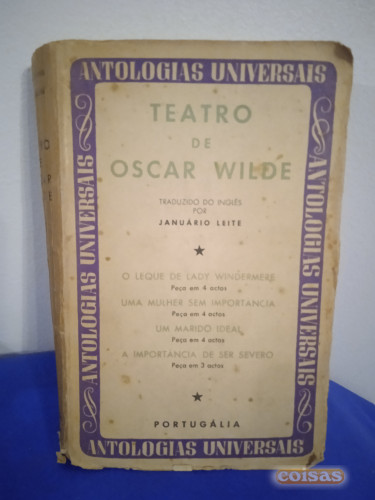 ANTOLOGIAS UNIVERSAIS
TEATRO
DE
OSCAR WILDE
TRADUZIDO DO INGLÊS
POR
JANUÁRIO LEITE
O LEQUE DE LADY WINDERMERE
Peça em 4 actos
UMA MULHER SEM IMPORTÂNCIA
Peça em 4 actos
UM MARIDO IDEAL
Peça em 4 actos
A IMPORTÂNCIA DE SER SEVERO
Peça em 3 actos
PORTUGÁLIA
ANTOLOGIAS UNIVERSAIS
ANTOLOGIAS UNIVERSAIS
ANTOLOGIAS UNIVERSAIS
coisas